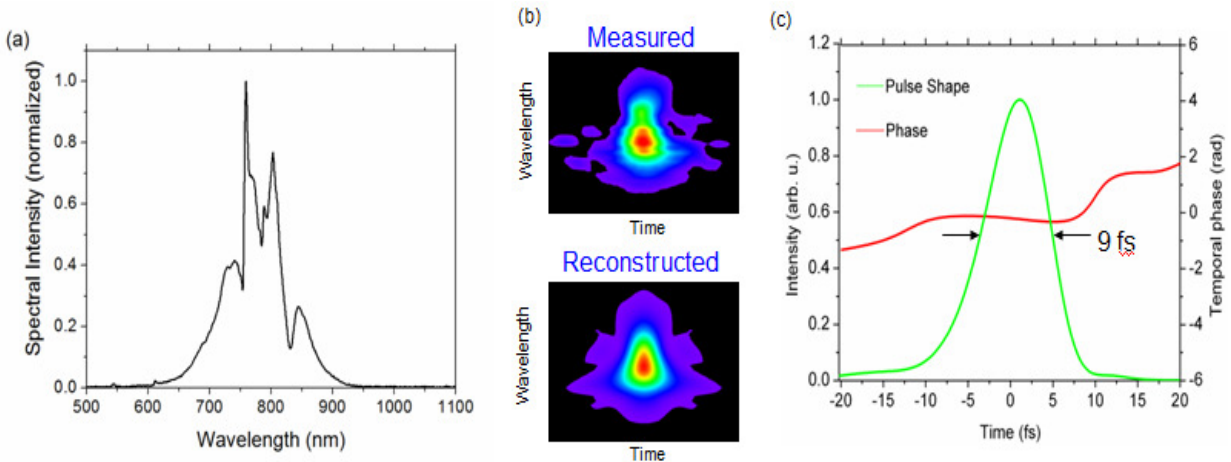 (a)
Spectral Intensity (normalized)
1.0
0.8
0.6
0.4
0.2
0.0
500 600 700 800 900 1000 1100
Wavelength (nm)
(b)
Measured
Wavelength
Time
Reconstructed
Wavelength
Time
(c)
Intensity (arb. u.)
1.2
1.0
0.8
0.6
0.4
0.2
0.0
Pulse Shape
Phase
9 fs
6
4
2
0
-2
-4
-6
Temporal phase (rad)
-20 -15 -10 -5 0 5 10 15 20
Time (fs)